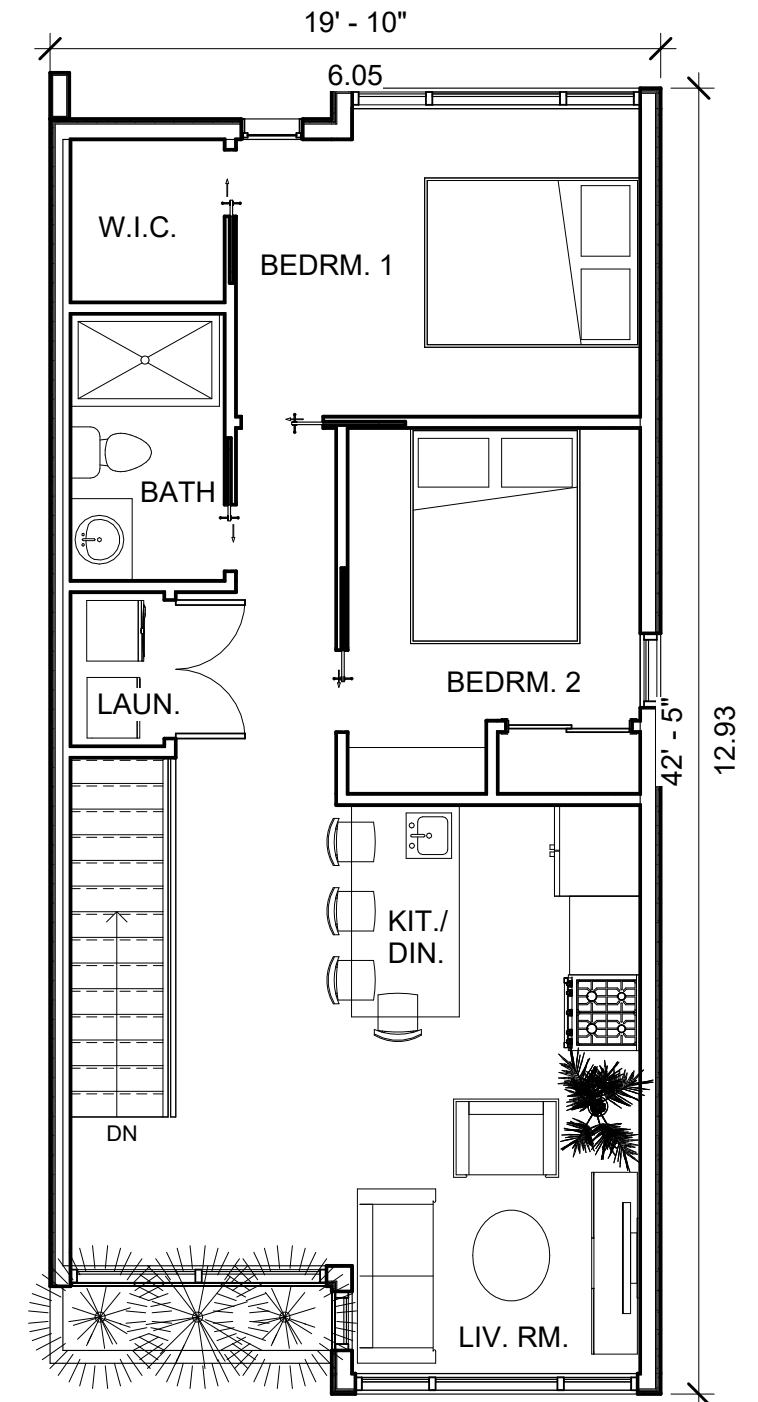 19' - 10"
6.05
W.I.C.
BEDRM. 1
BATH
BEDRM. 2
LAUN.
42' - 5"
12.93
KIT./
DIN.
DN
LIV. RM.